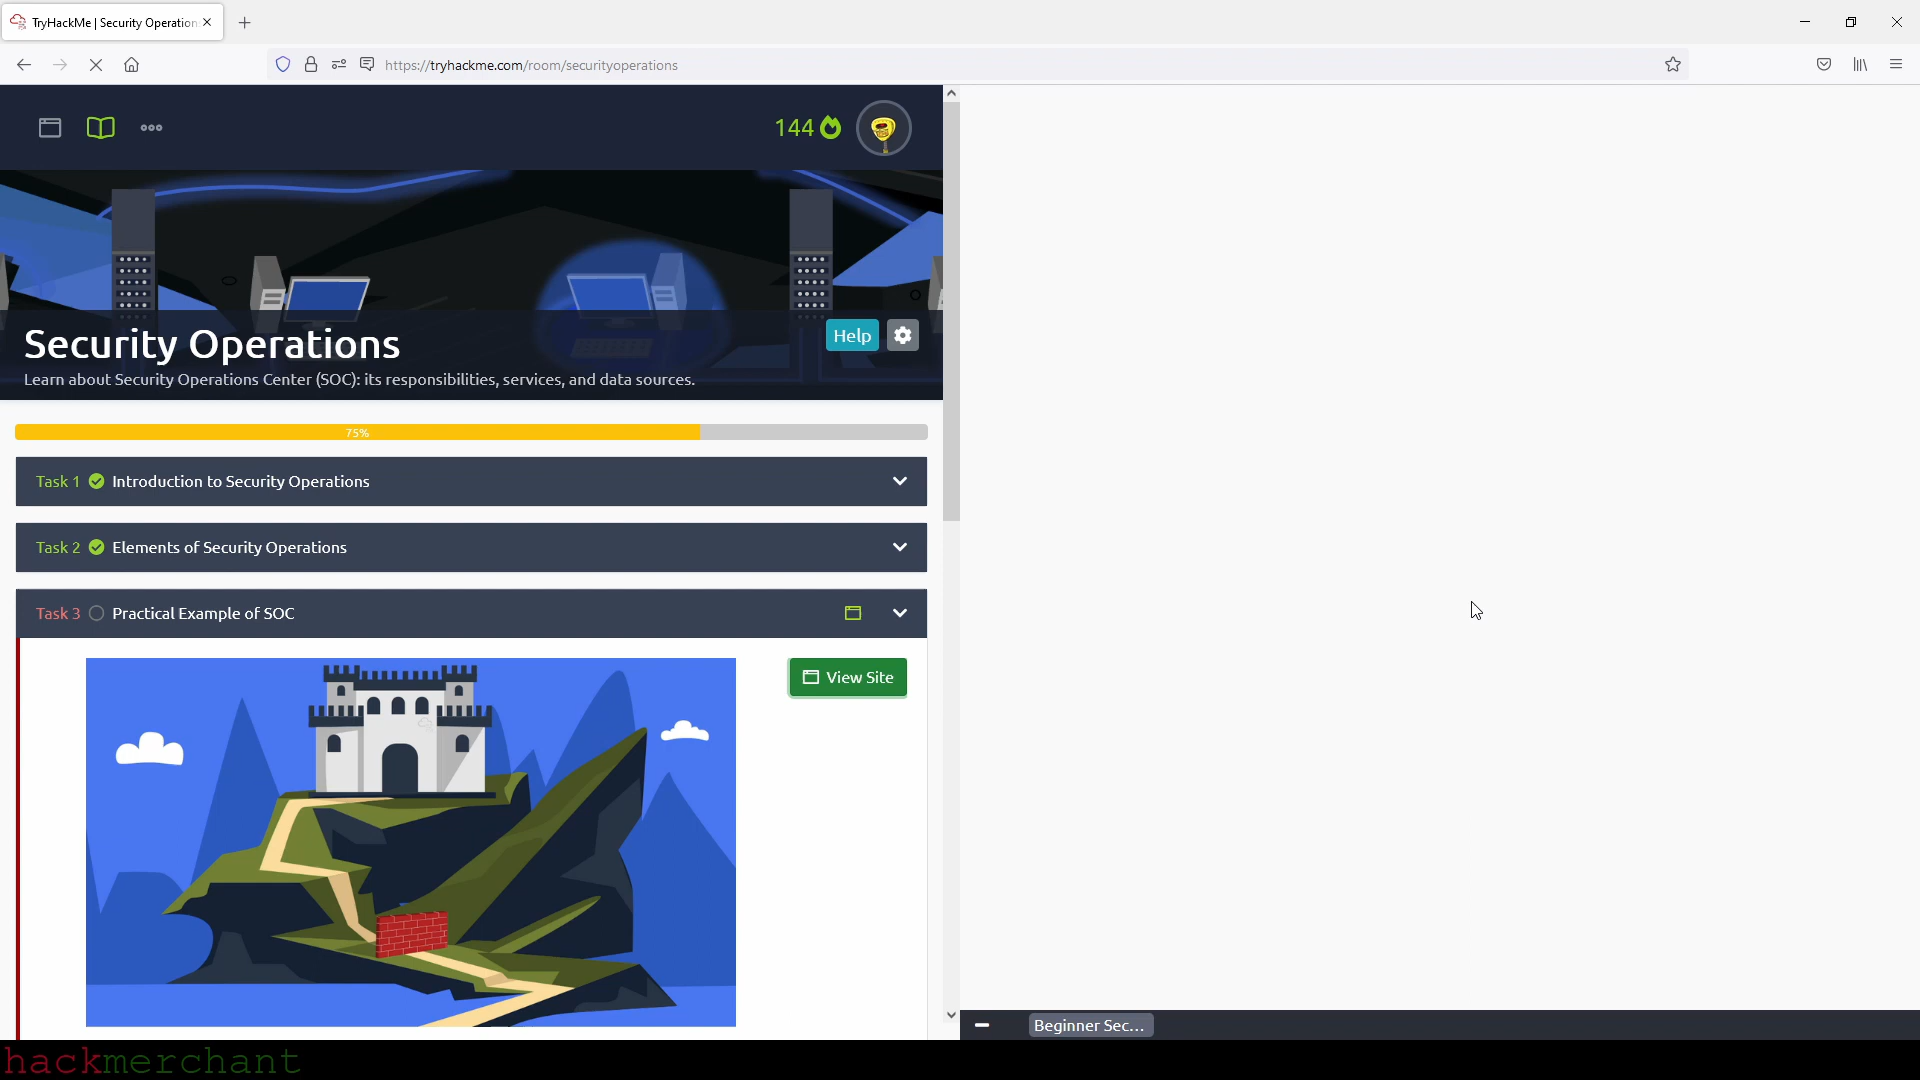 TryHackMe | Security Operation
https://tryhackme.com/room/securityoperations
144
Security Operations
Help
Learn about Security Operations Center (SOC): its responsibilities, services, and data sources.
75%
Task 1 Introduction to Security Operations
Task 2 Elements of Security Operations
Task 3 Practical Example of SOC
View Site
Beginner Sec...
hackmerchant